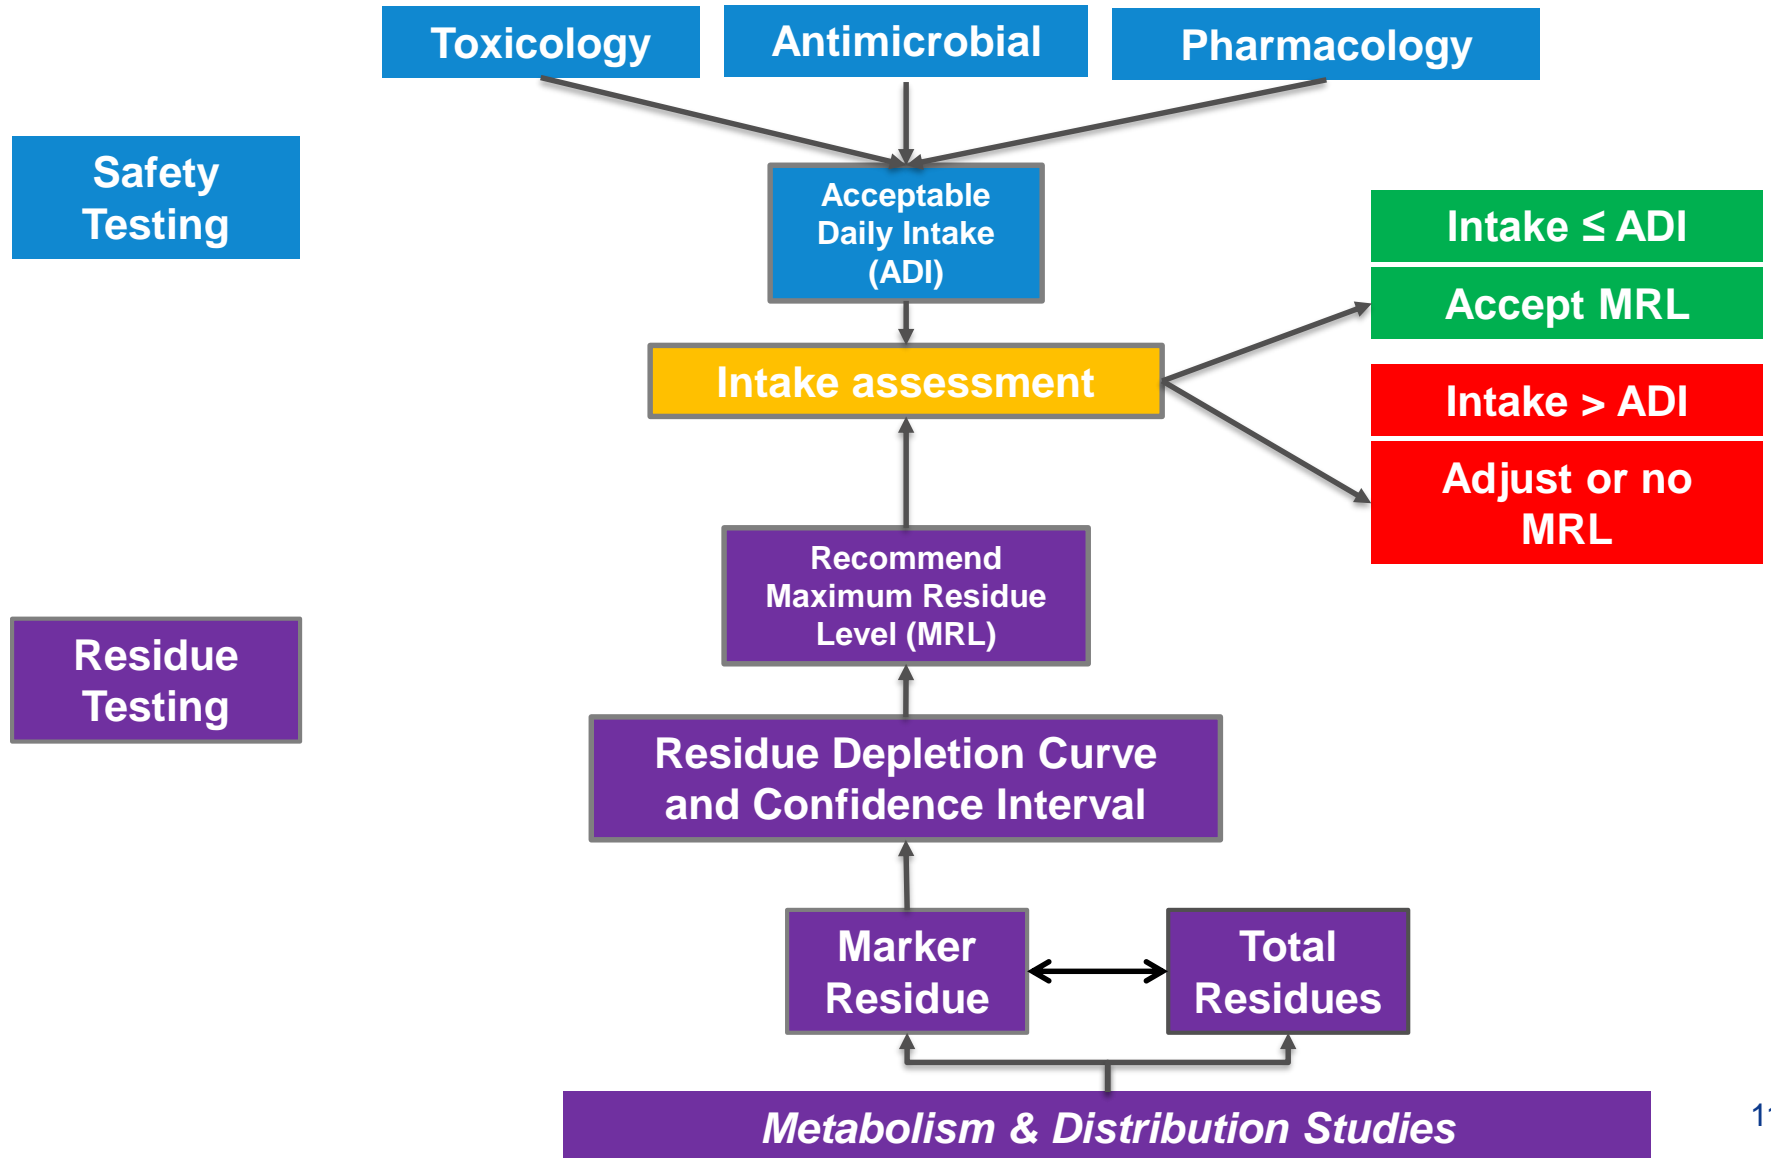 Toxicology
Antimicrobial
Pharmacology
Safety
Testing
Acceptable
Daily Intake
(ADI)
Intake ≤ ADI
Accept MRL
Intake assessment
Intake > ADI
Adjust or no
MRL
Recommend
Maximum Residue
Level (MRL)
Residue
Testing
Residue Depletion Curve
and Confidence Interval
Marker
Residue
Total
Residues
Metabolism & Distribution Studies